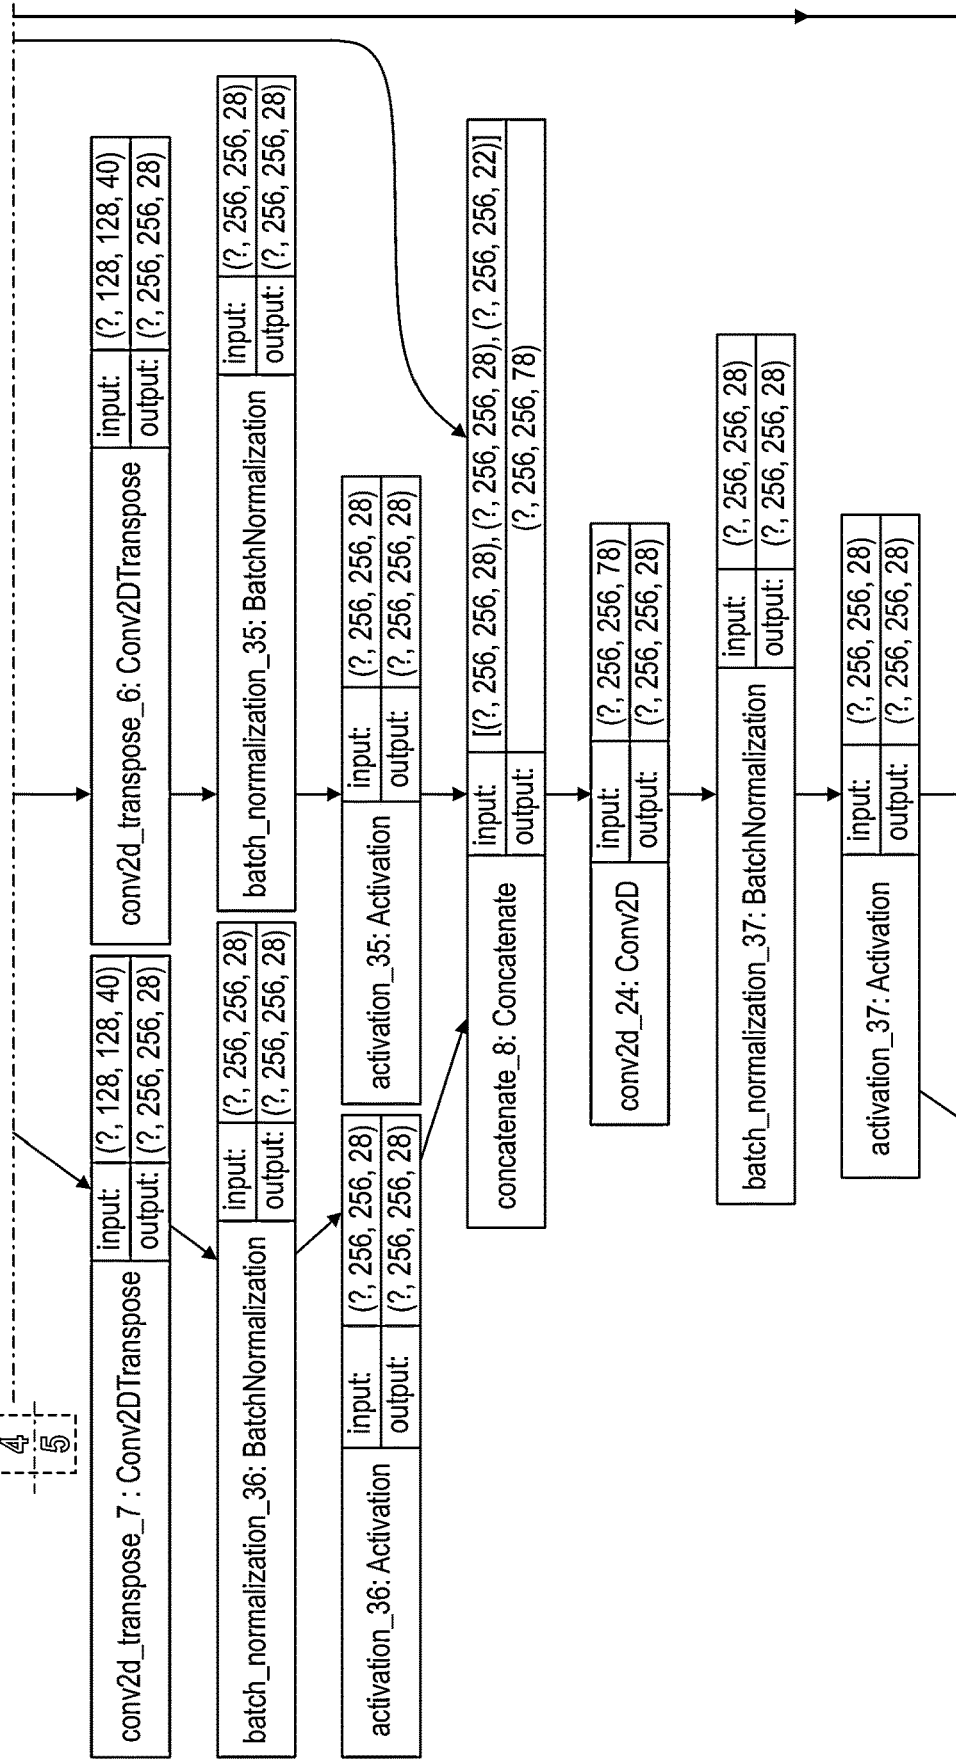 4
5
conv2d_transpose_7 : Conv2DTranspose
input:
(?, 128, 128, 40)
output:
(?, 256, 256, 28)
conv2d_transpose_6: Conv2DTranspose
input:
(?, 128, 128, 40)
output:
(?, 256, 256, 28)
batch_normalization_36: BatchNormalization
input:
(?, 256, 256, 28)
output:
(?, 256, 256, 28)
batch_normalization_35: BatchNormalization
input:
(?, 256, 256, 28)
output:
(?, 256, 256, 28)
activation_36: Activation
input:
(?, 256, 256, 28)
output:
(?, 256, 256, 28)
activation_35: Activation
input:
(?, 256, 256, 28)
output:
(?, 256, 256, 28)
concatenate_8: Concatenate
input:
[(?, 256, 256, 28), (?, 256, 256, 28), (?, 256, 256, 22)]
output:
(?, 256, 256, 78)
conv2d_24: Conv2D
input:
(?, 256, 256, 78)
output:
(?, 256, 256, 28)
batch_normalization_37: BatchNormalization
input:
(?, 256, 256, 28)
output:
(?, 256, 256, 28)
activation_37: Activation
input:
(?, 256, 256, 28)
output:
(?, 256, 256, 28)